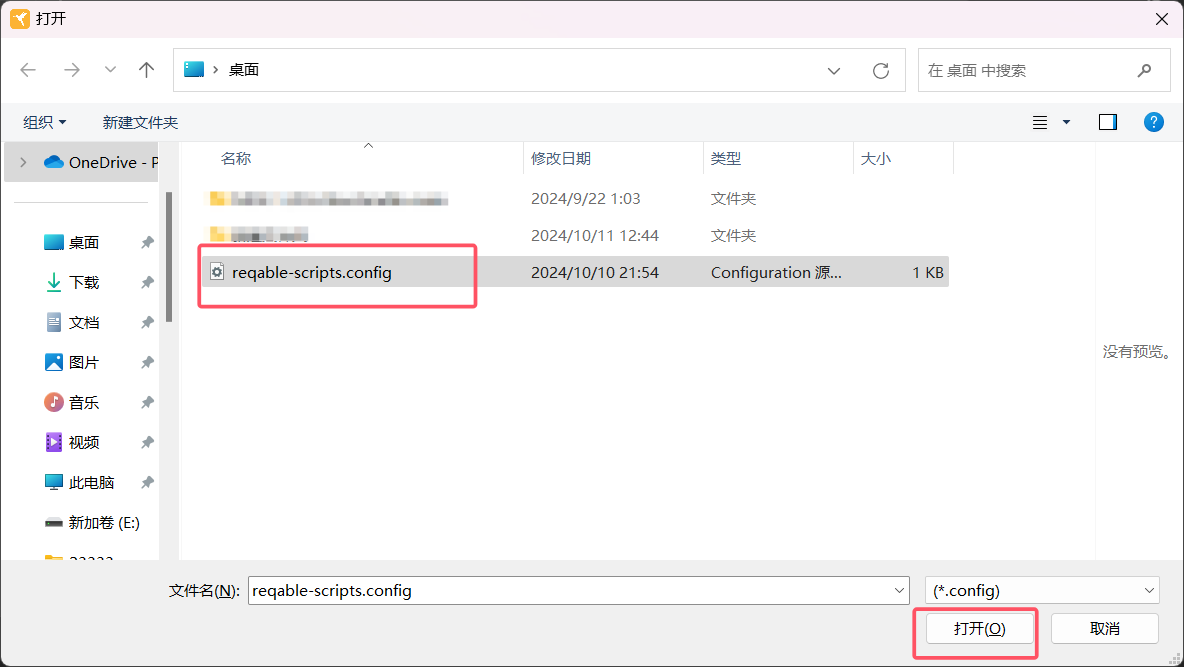 打开
桌面
在 桌面 中搜索
组织
新建文件夹
OneDrive - P
名称
修改日期
类型
大小
2024/9/22 1:03
文件夹
2024/10/11 12:44
文件夹
reqable-scripts.config
2024/10/10 21:54
Configuration 源...
1 KB
桌面
下载
文档
图片
音乐
视频
此电脑
新加卷 (E:)
没有预览。
文件名(N):
reqable-scripts.config
(*.config)
打开(O)
取消